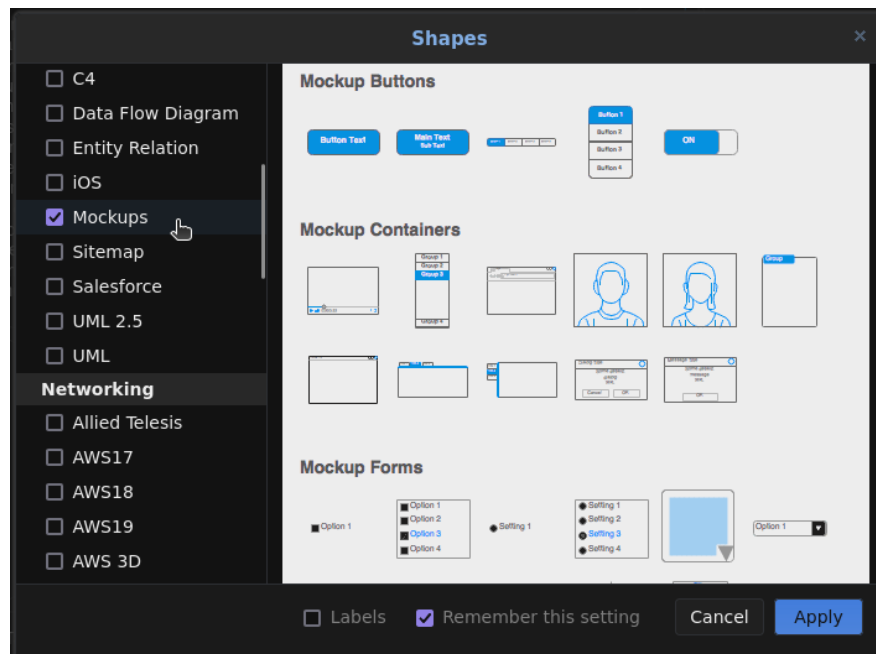 Shapes
C4
Data Flow Diagram
Entity Relation
iOS
Mockups
Sitemap
Salesforce
UML 2.5
UML
Networking
Allied Telesis
AWS17
AWS18
AWS19
AWS 3D
Mockup Buttons
Button Text
Main Text
Sub Text
Button 1
Button 2
Button 3
Button 4
ON
Mockup Containers
Group 1
Group 2
Group 3
Group 4
Group
Cancel OK
OK
Mockup Forms
Option 1
Option 1
Option 2
Option 3
Option 4
Setting 1
Setting 1
Setting 2
Setting 3
Setting 4
Option 1
Labels
Remember this setting
Cancel
Apply